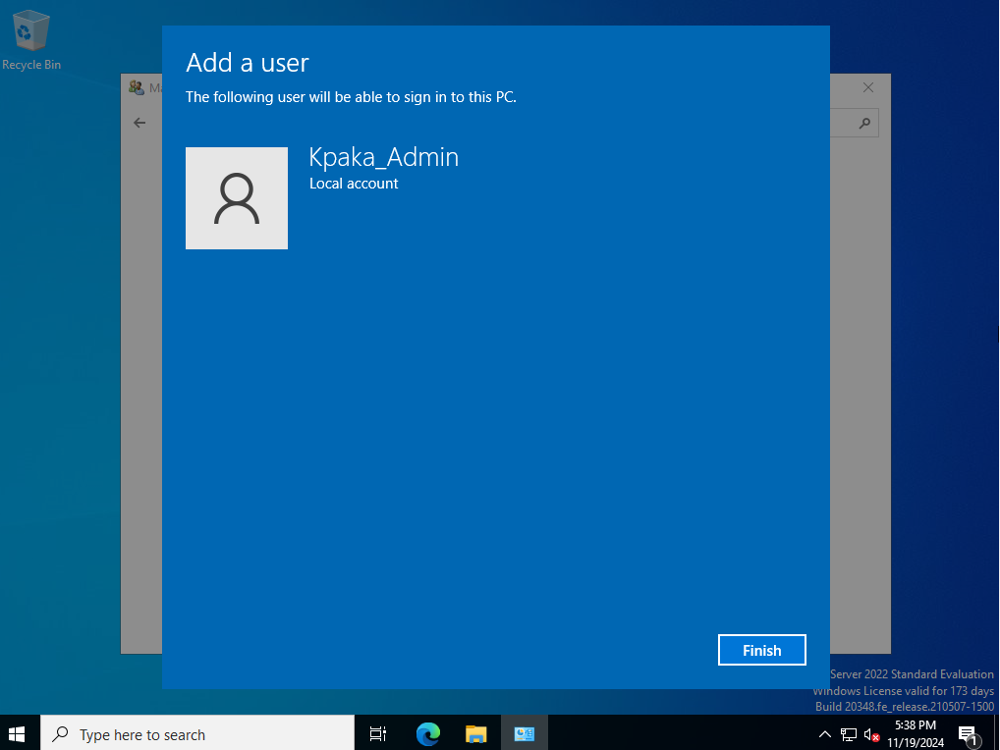 Recycle Bin
Ma
Add a user
The following user will be able to sign in to this PC.
Kpaka_Admin
Local account
Finish
Server 2022 Standard Evaluation
Windows License valid for 173 days
Build 20348.fe_release.210507-1500
Type here to search
5:38 PM
11/19/2024
1